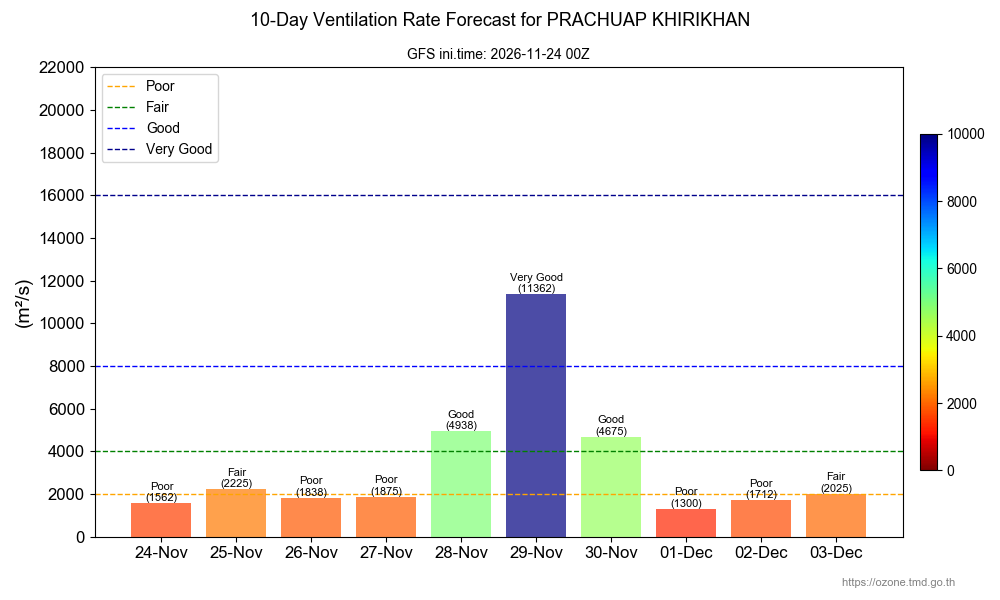 10-Day Ventilation Rate Forecast for PRACHUAP KHIRIKHAN
GFS ini.time: 2026-11-24 00Z
(m²/s)
22000
20000
18000
16000
14000
12000
10000
8000
6000
4000
2000
0
Poor
Fair
Good
Very Good
Poor
(1562)
Fair
(2225)
Poor
(1838)
Poor
(1875)
Good
(4938)
Very Good
(11362)
Good
(4675)
Poor
(1300)
Poor
(1712)
Fair
(2025)
24-Nov 25-Nov 26-Nov 27-Nov 28-Nov 29-Nov 30-Nov 01-Dec 02-Dec 03-Dec
10000
8000
6000
4000
2000
0
https://ozone.tmd.go.th